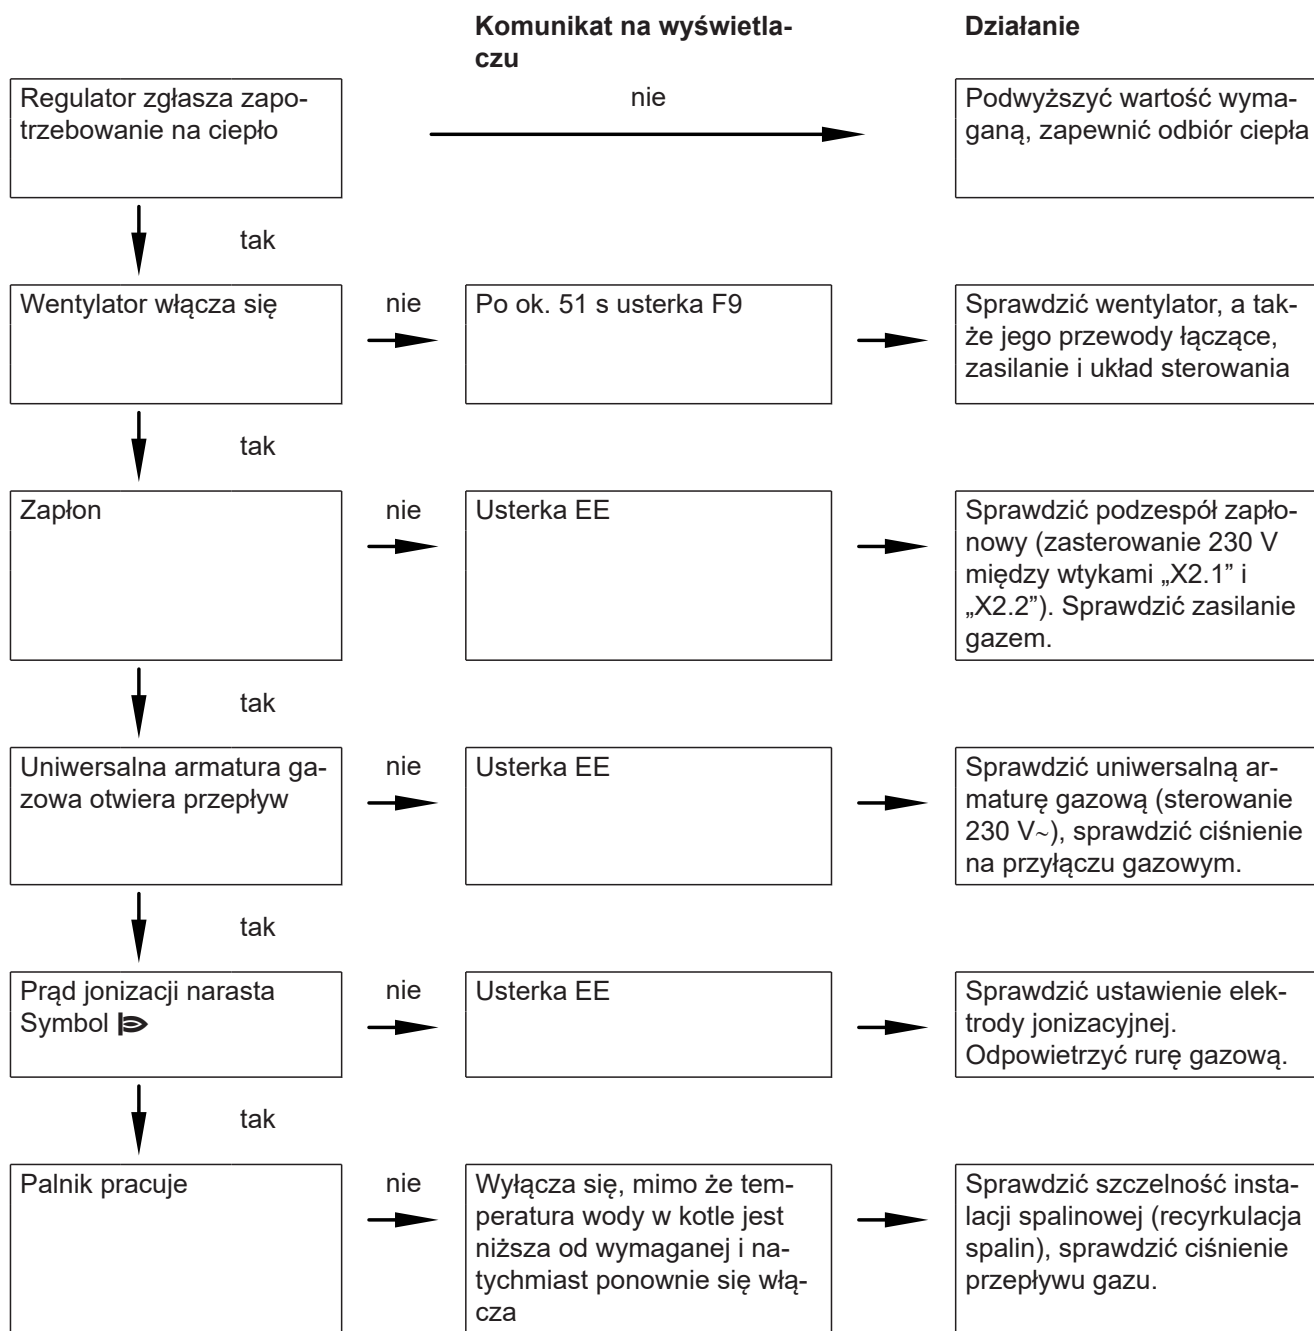 Komunikat na wyświetla-
czu
Działanie
Regulator zgłasza zapo-
trzebowanie na ciepło
nie
Podwyższyć wartość wyma-
ganą, zapewnić odbiór ciepła
tak
Wentylator włącza się
nie
Po ok. 51 s usterka F9
Sprawdzić wentylator, a tak-
że jego przewody łączące,
zasilanie i układ sterowania
tak
Zapłon
nie
Usterka EE
Sprawdzić podzespół zapło-
nowy (zasterowanie 230 V
między wtykami „X2.1” i
„X2.2”). Sprawdzić zasilanie
gazem.
tak
Uniwersalna armatura ga-
zowa otwiera przepływ
nie
Usterka EE
Sprawdzić uniwersalną ar-
maturę gazową (sterowanie
230 V~), sprawdzić ciśnienie
na przyłączu gazowym.
tak
Prąd jonizacji narasta
Symbol
nie
Usterka EE
Sprawdzić ustawienie elek-
trody jonizacyjnej.
Odpowietrzyć rurę gazową.
tak
Palnik pracuje
nie
Wyłącza się, mimo że tem-
peratura wody w kotle jest
niższa od wymaganej i na-
tychmiast ponownie się włą-
cza
Sprawdzić szczelność insta-
lacji spalinowej (recyrkulacja
spalin), sprawdzić ciśnienie
przepływu gazu.